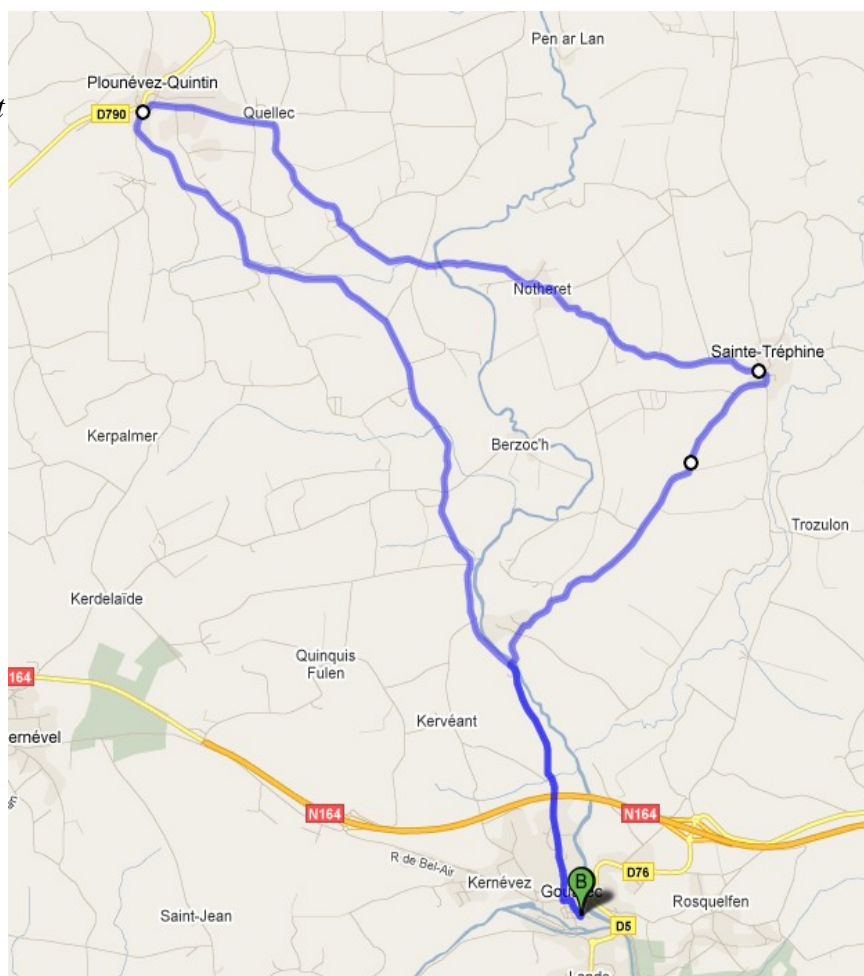 Pen ar Lan
Plounévez-Quintin
t
D790
Quellec
Notheret
Sainte-Tréphine
Kerpalmer
Berzoc'h
Trozulon
Kerdelaïde
Quinquis
Fulen
164
Kervéant
ernével
N164
N164
R de Bel-Air
D76
Kernévez
B
Rosquelfen
Saint-Jean
D5